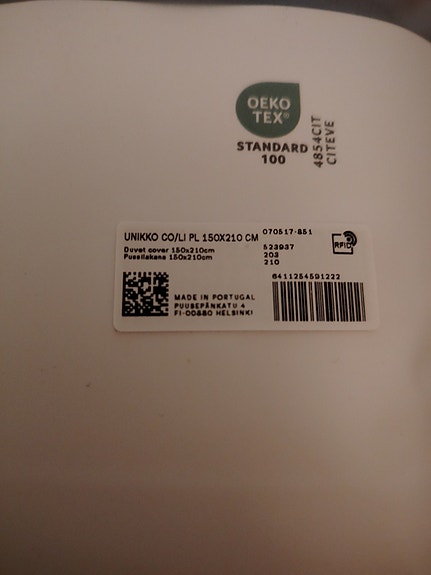 OEKO
TEX®
STANDARD
100
4854CIT
CITEVE
UNIKKO CO/LI PL 150X210 CM
070517-851
Duvet cover 150x210cm
Pussilakana 150x210cm
523937
203
210
RFID
6411254591222
MADE IN PORTUGAL
PUUSEPÄNKATU 4
FI-00880 HELSINKI